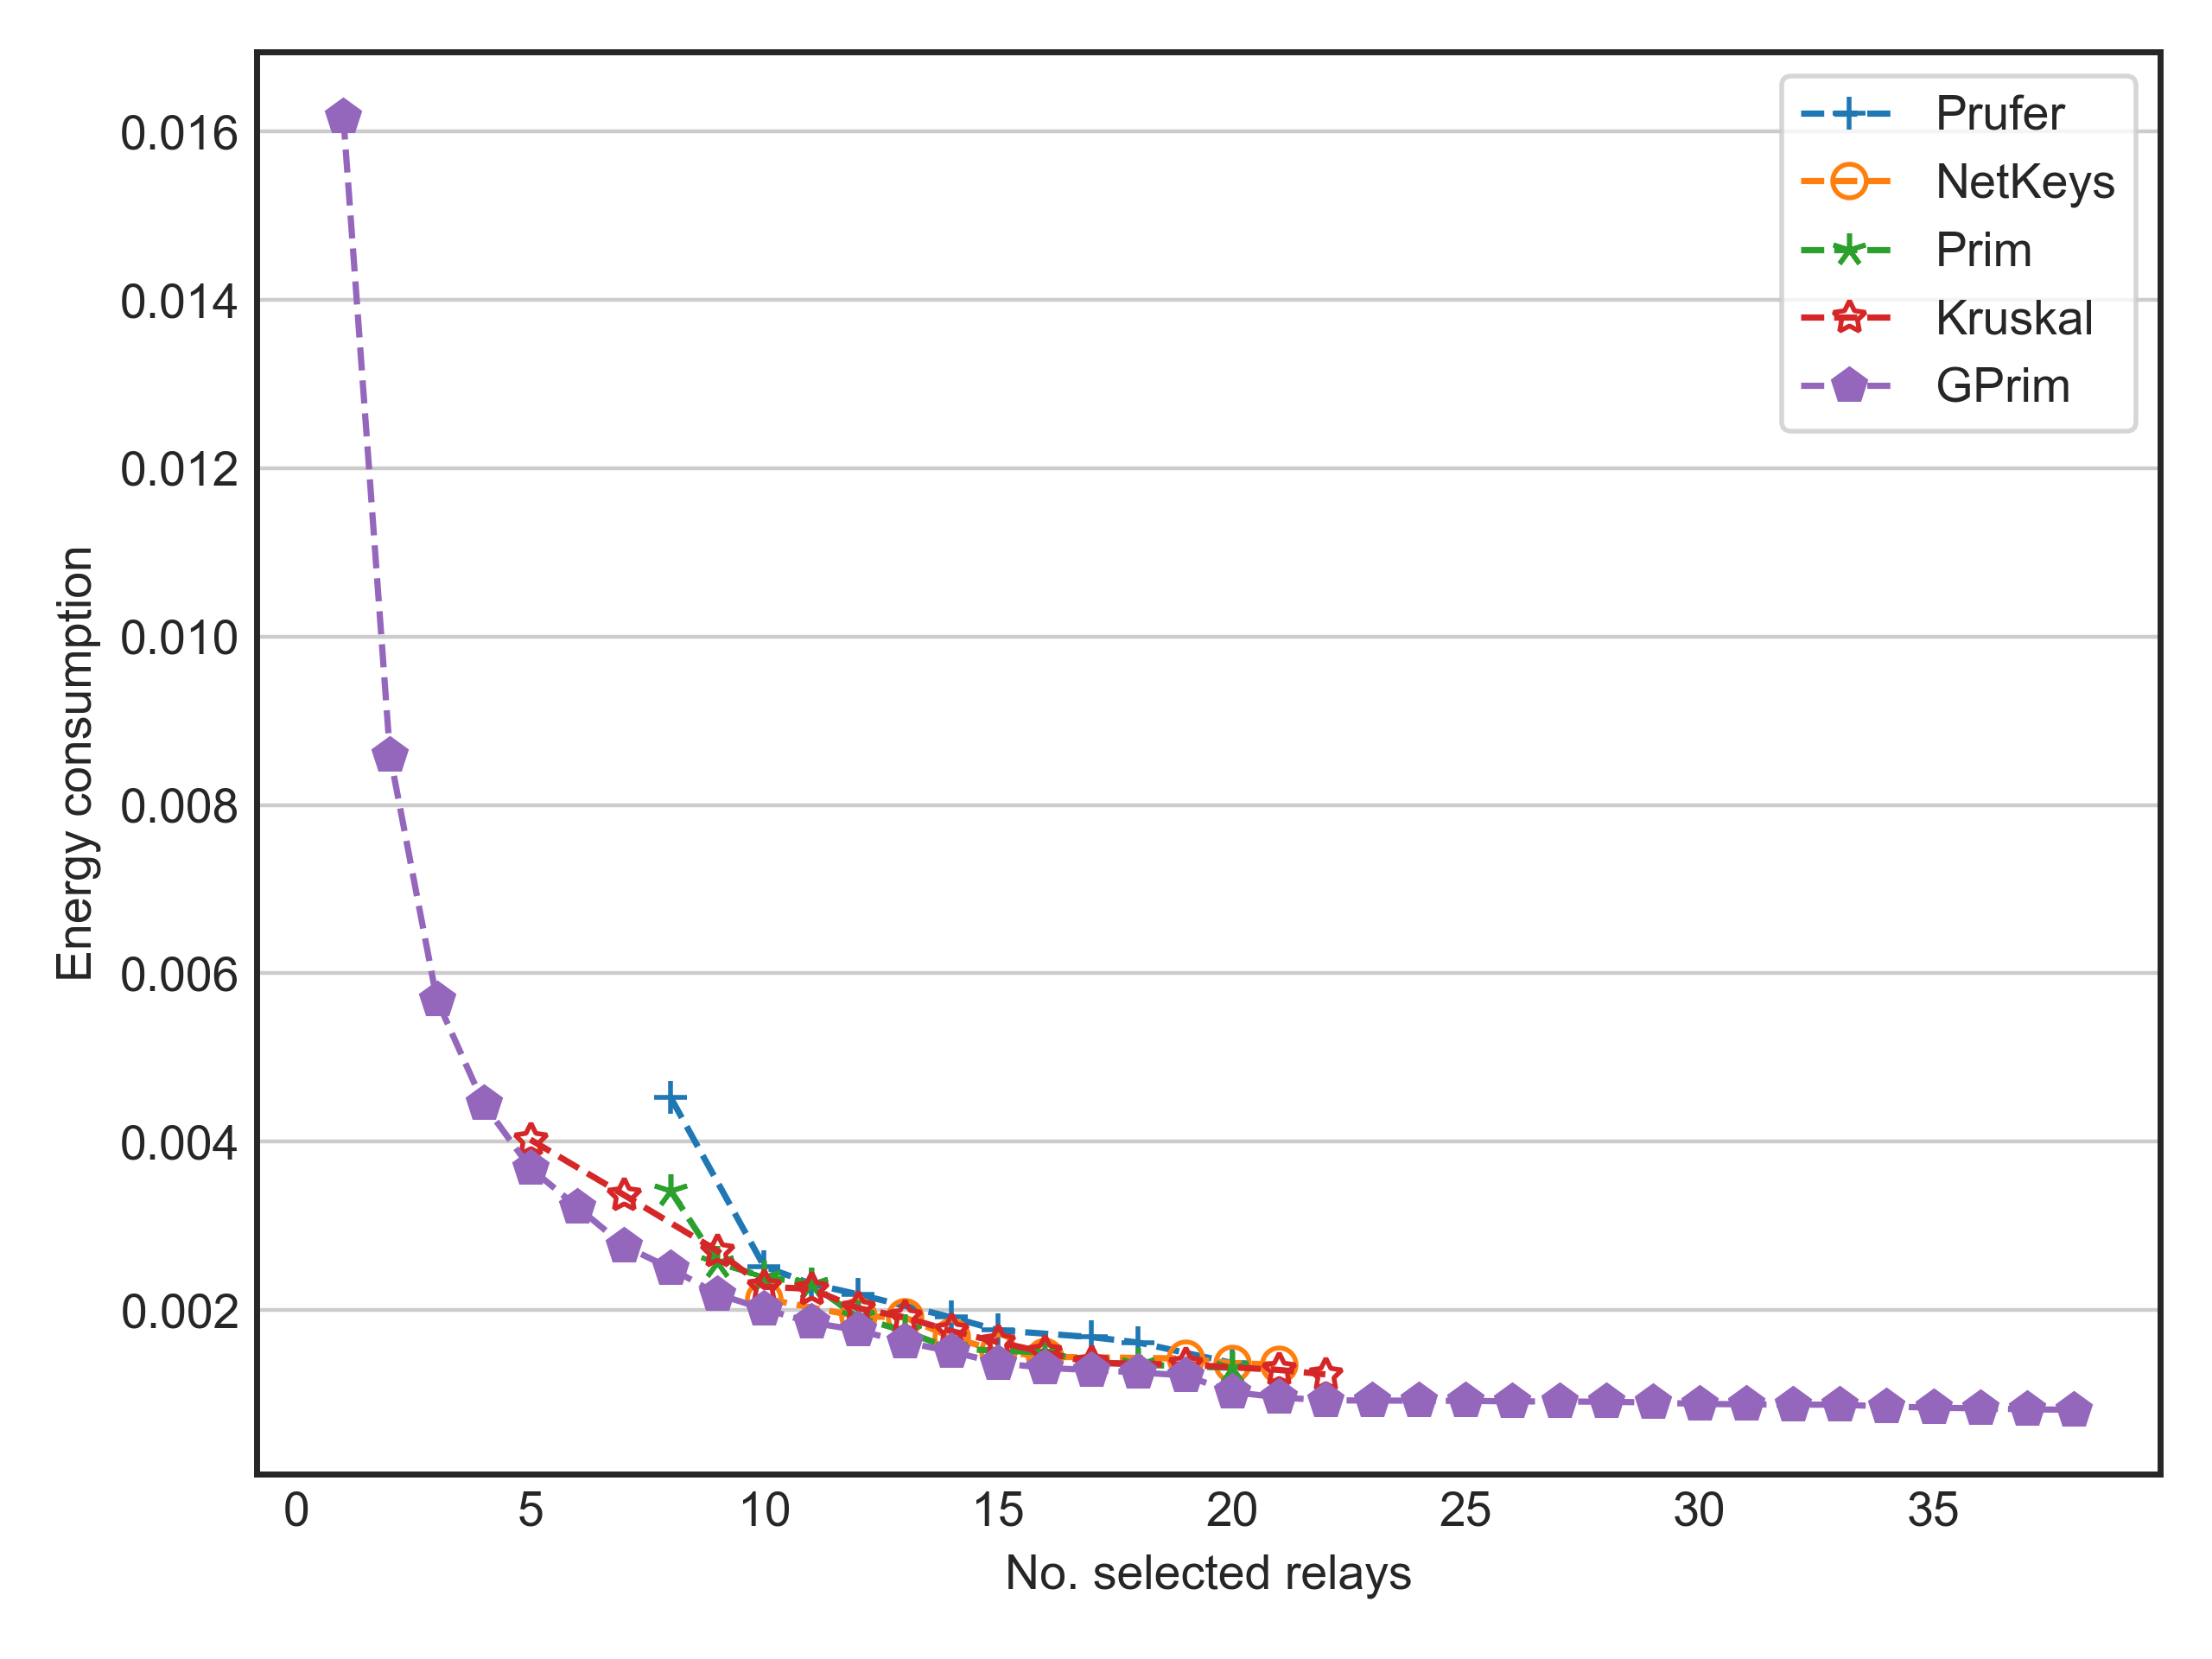 Prufer
NetKeys
Prim
Kruskal
GPrim
0.016
0.014
0.012
0.010
0.008
0.006
0.004
0.002
Energy consumption
0 5 10 15 20 25 30 35
No. selected relays